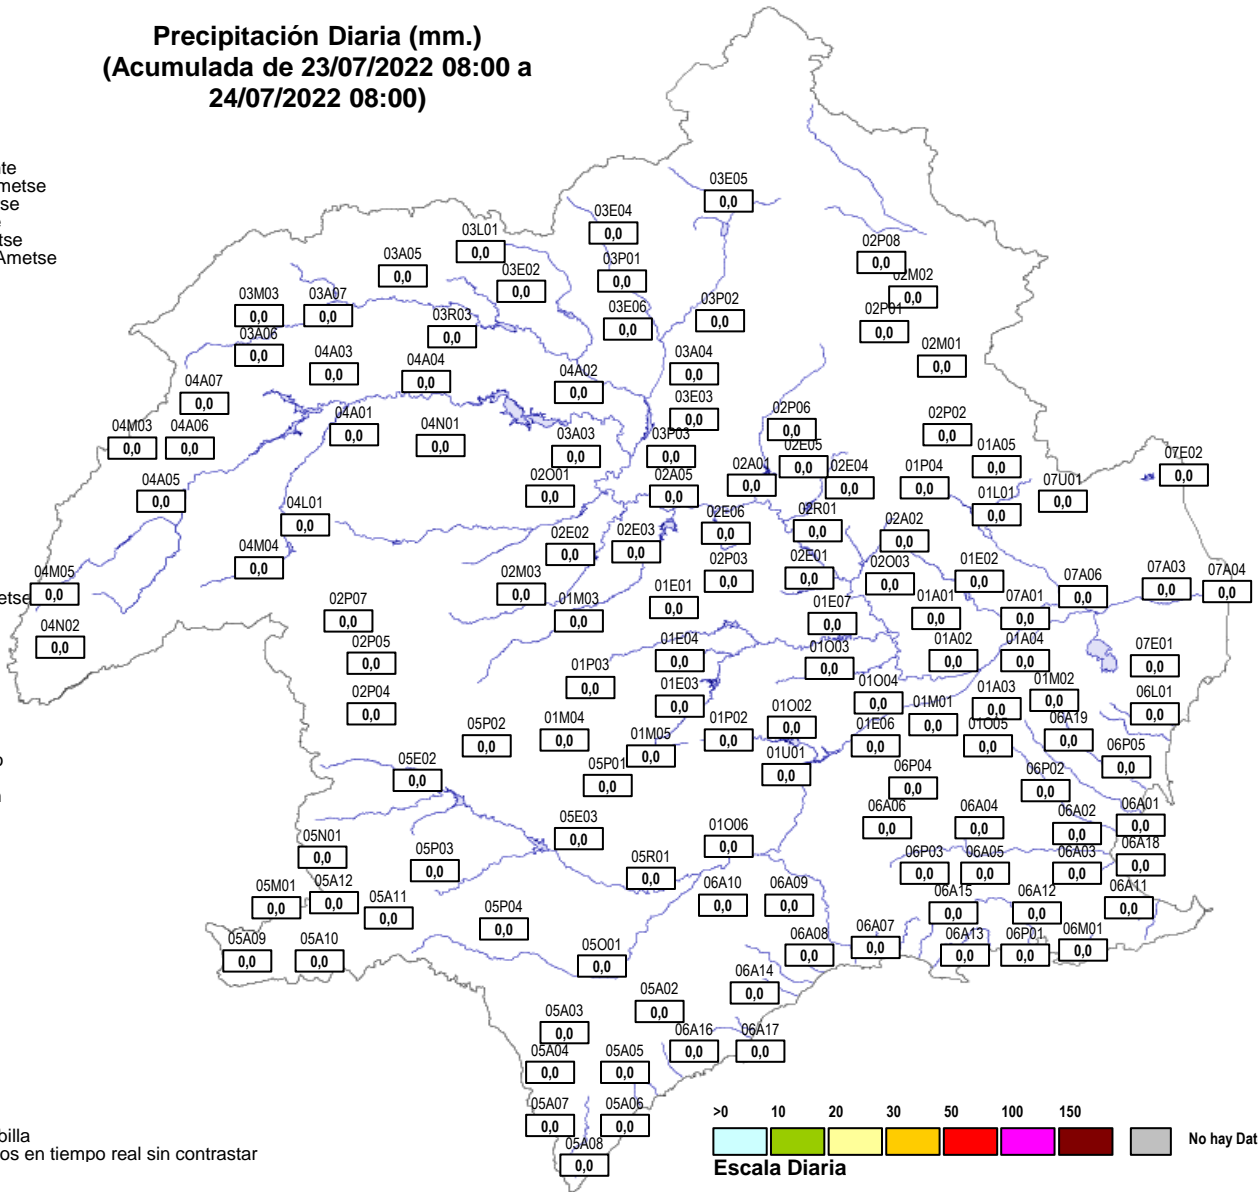 Precipitación Diaria (mm.)
(Acumulada de 23/07/2022 08:00 a
24/07/2022 08:00)
03E05
0,0
03E04
0,0
03L01
0,0
02P08
0,0
03A05
0,0
03P01
0,0
03E02
0,0
02M02
0,0
03M03
0,0
03A07
0,0
03P02
0,0
03E06
0,0
02P01
0,0
03R03
0,0
03A06
0,0
02M01
0,0
04A03
0,0
03A04
0,0
04A04
0,0
04A02
0,0
04A07
0,0
03E03
0,0
02P06
0,0
04A01
0,0
02P02
0,0
04M03
0,0
04A06
0,0
04N01
0,0
03A03
0,0
03P03
0,0
02E05
0,0
01A05
0,0
07E02
0,0
02A01
0,0
02E04
0,0
01P04
0,0
04A05
0,0
02O01
0,0
02A05
0,0
07U01
0,0
01L01
0,0
04L01
0,0
02E06
0,0
02R01
0,0
02A02
0,0
02E02
0,0
02E03
0,0
04M04
0,0
02P03
0,0
02E01
0,0
02O03
0,0
01E02
0,0
04M05
0,0
02M03
0,0
07A03
0,0
07A04
0,0
07A06
0,0
01E01
0,0
02P07
0,0
01M03
0,0
01E07
0,0
01A01
0,0
07A01
0,0
04N02
0,0
02P05
0,0
01E04
0,0
01O03
0,0
01A02
0,0
01A04
0,0
07E01
0,0
01P03
0,0
01E03
0,0
01O04
0,0
01A03
0,0
01M02
0,0
02P04
0,0
06L01
0,0
01M01
0,0
05P02
0,0
01M04
0,0
01M05
0,0
01P02
0,0
01O02
0,0
01E06
0,0
01O05
0,0
06A19
0,0
06P05
0,0
05E02
0,0
05P01
0,0
01U01
0,0
06P04
0,0
06P02
0,0
06A06
0,0
06A04
0,0
06A02
0,0
06A01
0,0
05E03
0,0
01O06
0,0
05N01
0,0
05P03
0,0
05R01
0,0
06P03
0,0
06A05
0,0
06A03
0,0
06A18
0,0
05M01
0,0
05A12
0,0
05A11
0,0
06A10
0,0
06A09
0,0
06A15
0,0
06A12
0,0
06A11
0,0
05P04
0,0
05A09
0,0
05A10
0,0
05O01
0,0
06A08
0,0
06A07
0,0
06A13
0,0
06P01
0,0
06M01
0,0
06A14
0,0
05A02
0,0
05A03
0,0
06A16
0,0
06A17
0,0
05A04
0,0
05A05
0,0
05A07
0,0
05A06
0,0
05A08
0,0
billa
os en tiempo real sin contrastar
>0 10 20 30 50 100 150
No hay Dat
Escala Diaria